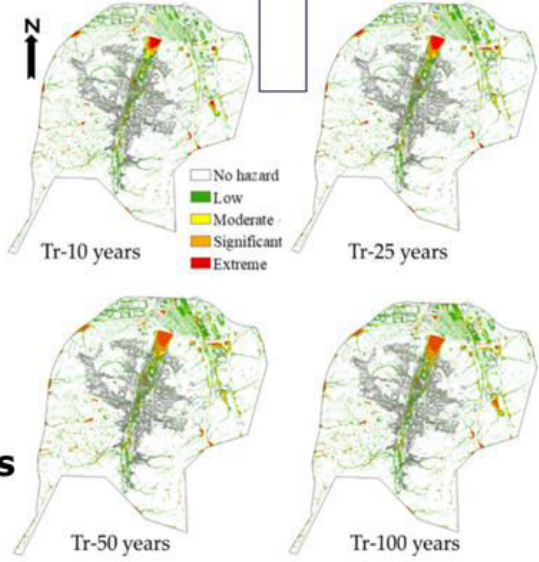 N
No hazard
Low
Moderate
Significant
Extreme
Tr-10 years
Tr-25 years
s
Tr-50 years
Tr-100 years